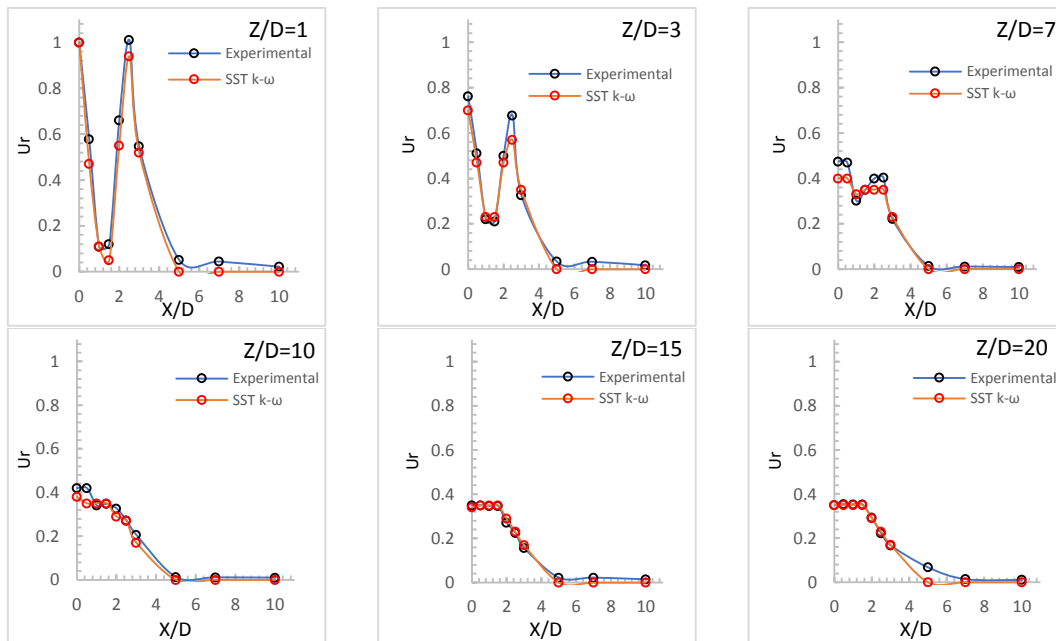 Z/D=1
Experimental
SST k-ω
1
0.8
0.6
0.4
0.2
0
Ur
0 2 4 6 8 10
X/D
Z/D=3
Experimental
SST k-ω
1
0.8
0.6
0.4
0.2
0
Ur
0 2 4 6 8 10
X/D
Z/D=7
Experimental
SST k-ω
1
0.8
0.6
0.4
0.2
0
Ur
0 2 4 6 8 10
X/D
Z/D=10
Experimental
SST k-ω
1
0.8
0.6
0.4
0.2
0
Ur
0 2 4 6 8 10
X/D
Z/D=15
Experimental
SST k-ω
1
0.8
0.6
0.4
0.2
0
Ur
0 2 4 6 8 10
X/D
Z/D=20
Experimental
SST k-ω
1
0.8
0.6
0.4
0.2
0
Ur
0 2 4 6 8 10
X/D